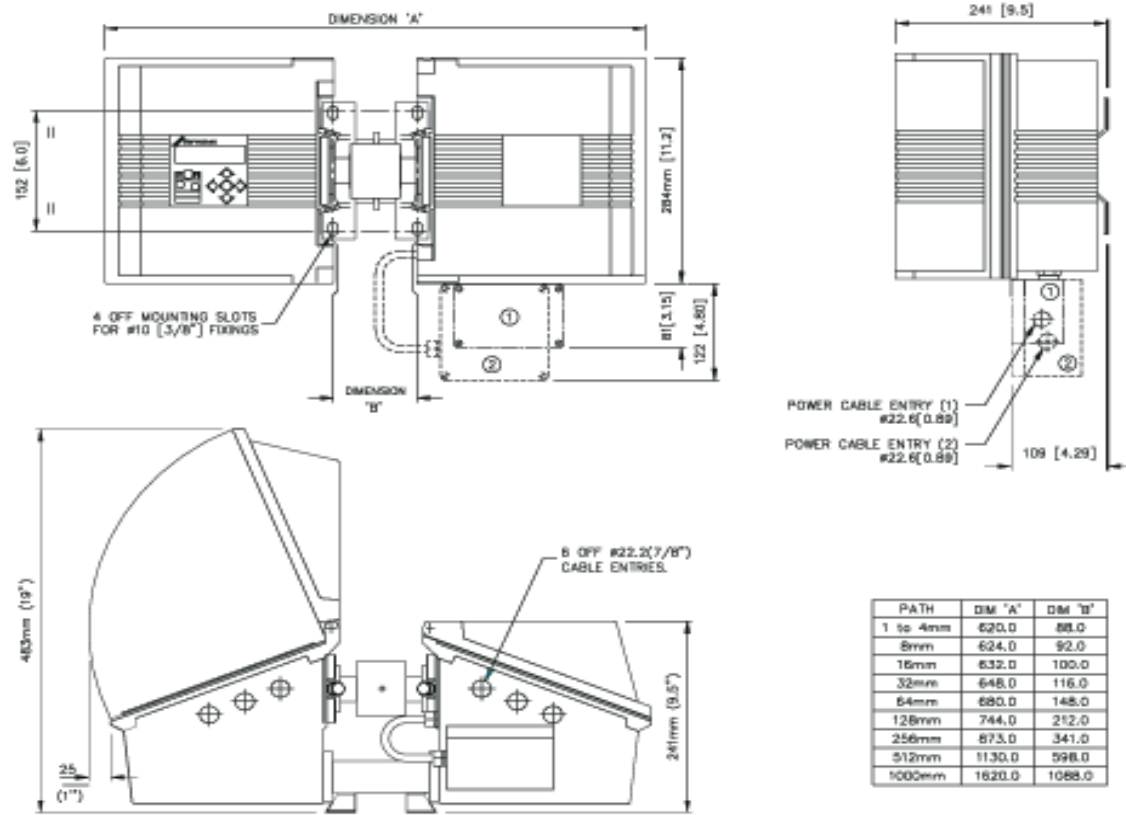 DIMENSION "A"
241 [9.5]
152 [6.0]
=
=
284mm [11.2]
4 OFF MOUNTING SLOTS
FOR ø10 [3/8"] FIXINGS
1
2
81[3.15]
122 [4.80]
DIMENSION
"B"
1
2
POWER CABLE ENTRY (1)
ø22.6[0.89]
POWER CABLE ENTRY (2)
ø22.6[0.89]
109 [4.29]
483mm (19")
6 OFF ø22.2(7/8")
CABLE ENTRIES.
241mm (9.5")
25
(1")
PATH DIM "A" DIM "B"
1 to 4mm 620.0 88.0
8mm 624.0 92.0
16mm 632.0 100.0
32mm 648.0 116.0
64mm 680.0 148.0
128mm 744.0 212.0
256mm 873.0 341.0
512mm 1130.0 598.0
1000mm 1620.0 1088.0